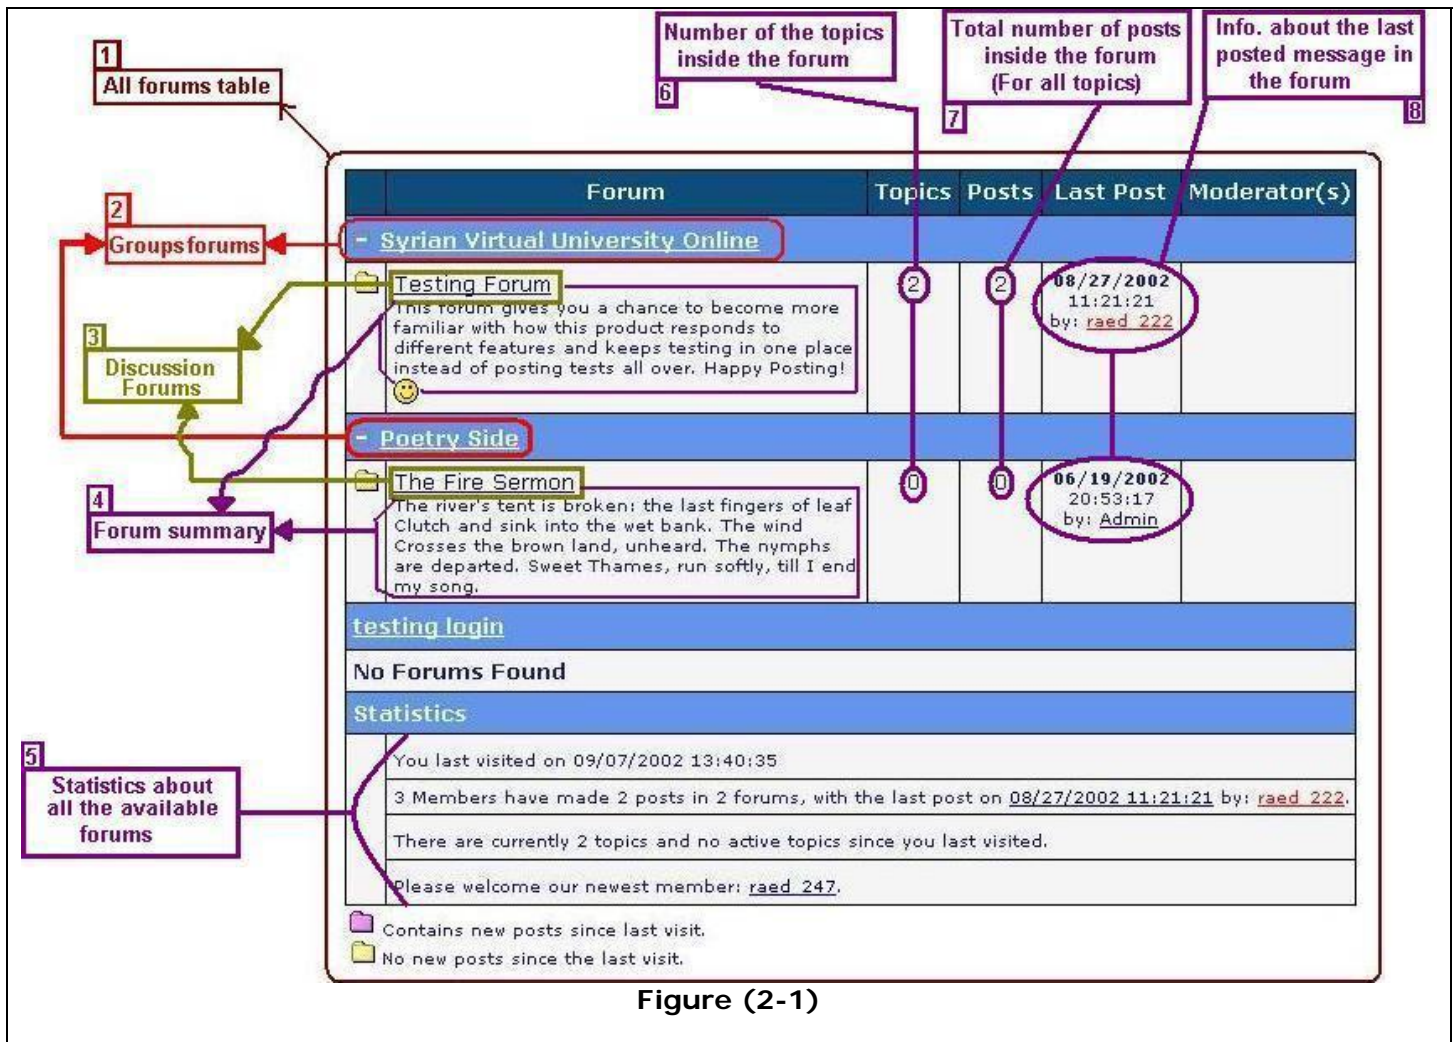 1
All forums table
Number of the topics
inside the forum
6
Total number of posts
inside the forum
(For all topics)
7
Info. about the last
posted message in
the forum
8
Forum Topics Posts Last Post Moderator(s)
2
Groups forums
- Syrian Virtual University Online
Testing Forum
This forum gives you a chance to become more
familiar with how this product responds to
different features and keeps testing in one place
instead of posting tests all over. Happy Posting!
2
2
08/27/2002
11:21:21
by: raed_222
3
Discussion
Forums
- Poetry Side
The Fire Sermon
The river's tent is broken: the last fingers of leaf
Clutch and sink into the wet bank. The wind
Crosses the brown land, unheard. The nymphs
are departed. Sweet Thames, run softly, till I end
my song.
0
0
06/19/2002
20:53:17
by: Admin
4
Forum summary
testing login
No Forums Found
Statistics
5
Statistics about
all the available
forums
You last visited on 09/07/2002 13:40:35
3 Members have made 2 posts in 2 forums, with the last post on 08/27/2002 11:21:21 by: raed_222.
There are currently 2 topics and no active topics since you last visited.
Please welcome our newest member: raed_247.
Contains new posts since last visit.
No new posts since the last visit.
Figure (2-1)